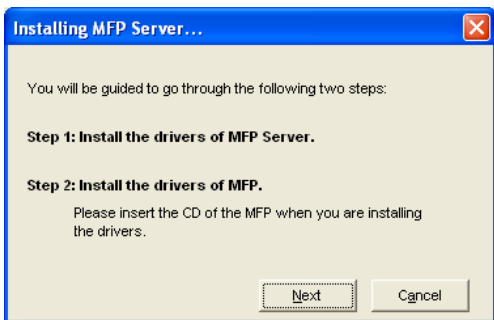 Installing MFP Server...
You will be guided to go through the following two steps:
Step 1: Install the drivers of MFP Server.
Step 2: Install the drivers of MFP.
Please insert the CD of the MFP when you are installing
the drivers.
Next Cancel